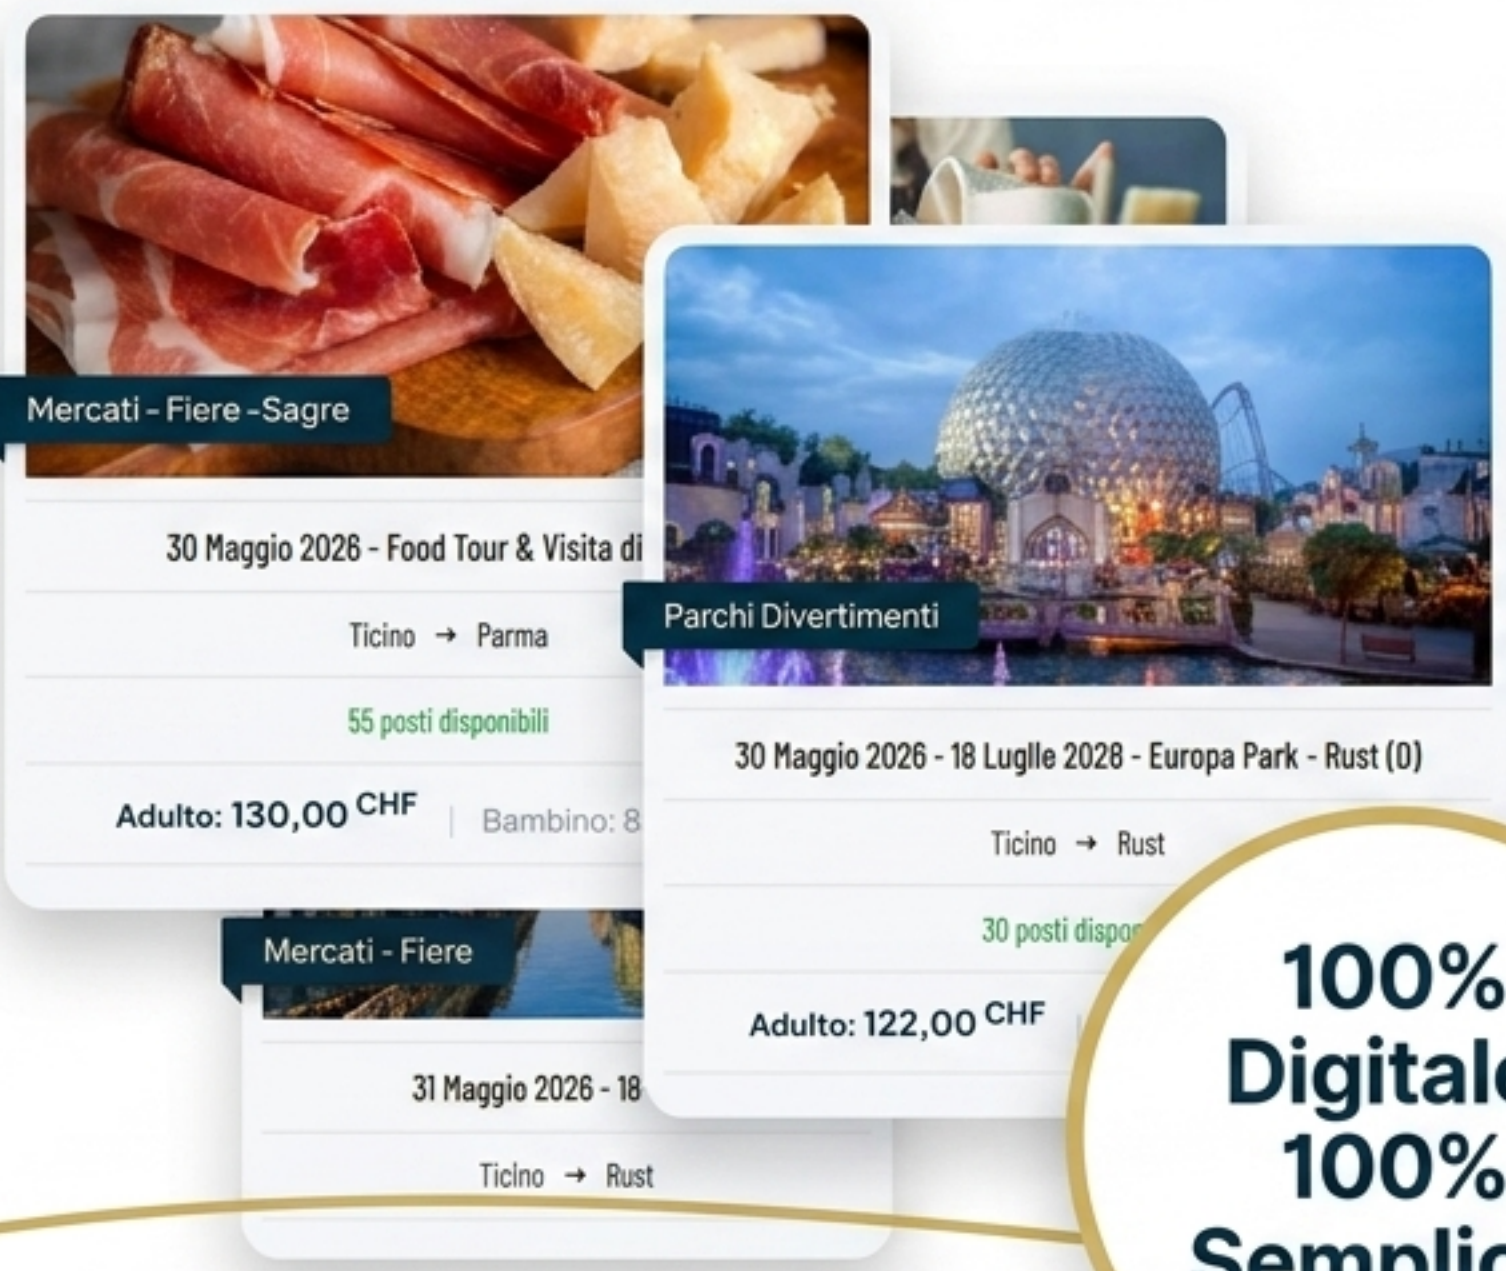 Mercati - Fiere - Sagre
30 Maggio 2026 - Food Tour & Visita di
Ticino → Parma
55 posti disponibili
Adulto: 130,00 CHF | Bambino: 8
Parchi Divertimenti
30 Maggio 2026 - 18 Luglle 2028 - Europa Park - Rust (0)
Ticino → Rust
30 posti dispo
Adulto: 122,00 CHF
Mercati - Fiere
31 Maggio 2026 - 18
Ticino → Rust
100%
Digitale
100%
Semplic